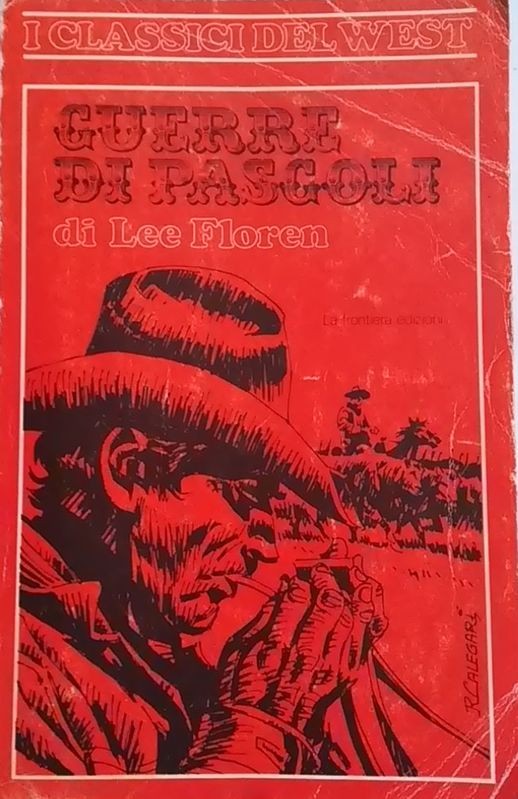 I CLASSICI DEL WEST
GUERRE
DI PASCOLI
di Lee Floren
La frontiera edizioni
R CALEGARI